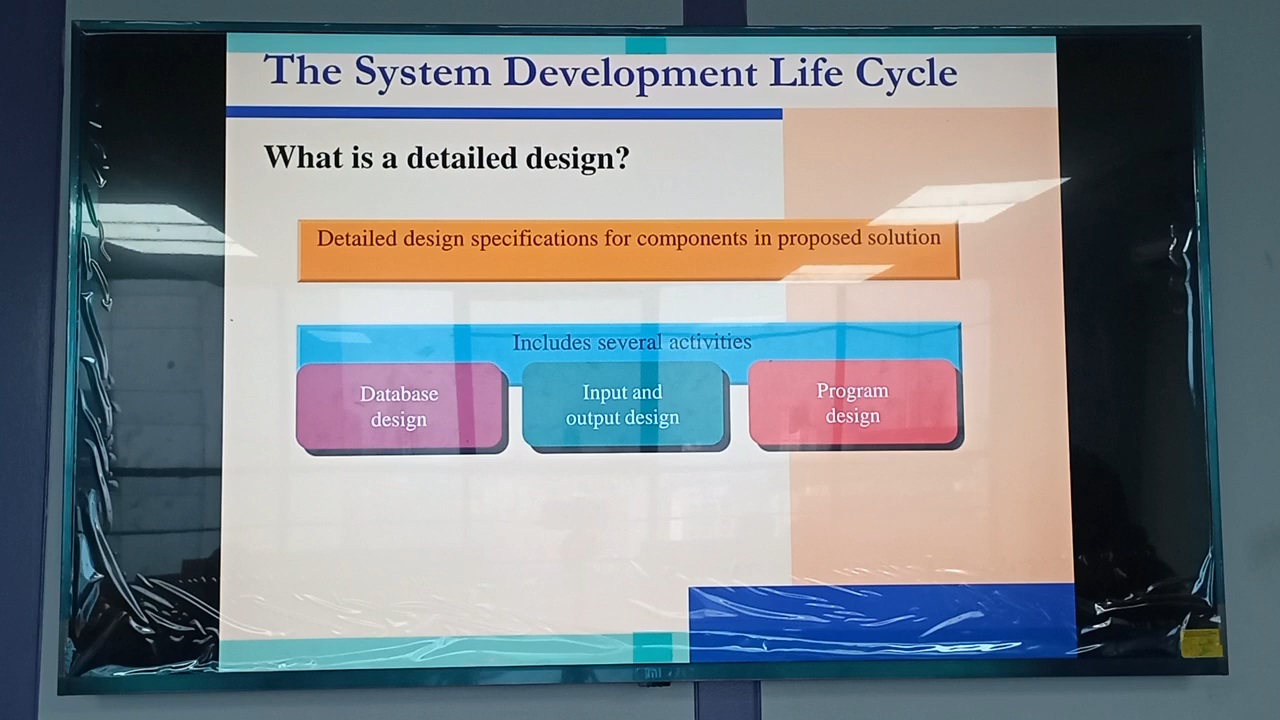 The System Development Life Cycle
What is a detailed design?
Detailed design specifications for components in proposed solution
Includes several activities
Database
design
Input and
output design
Program
design